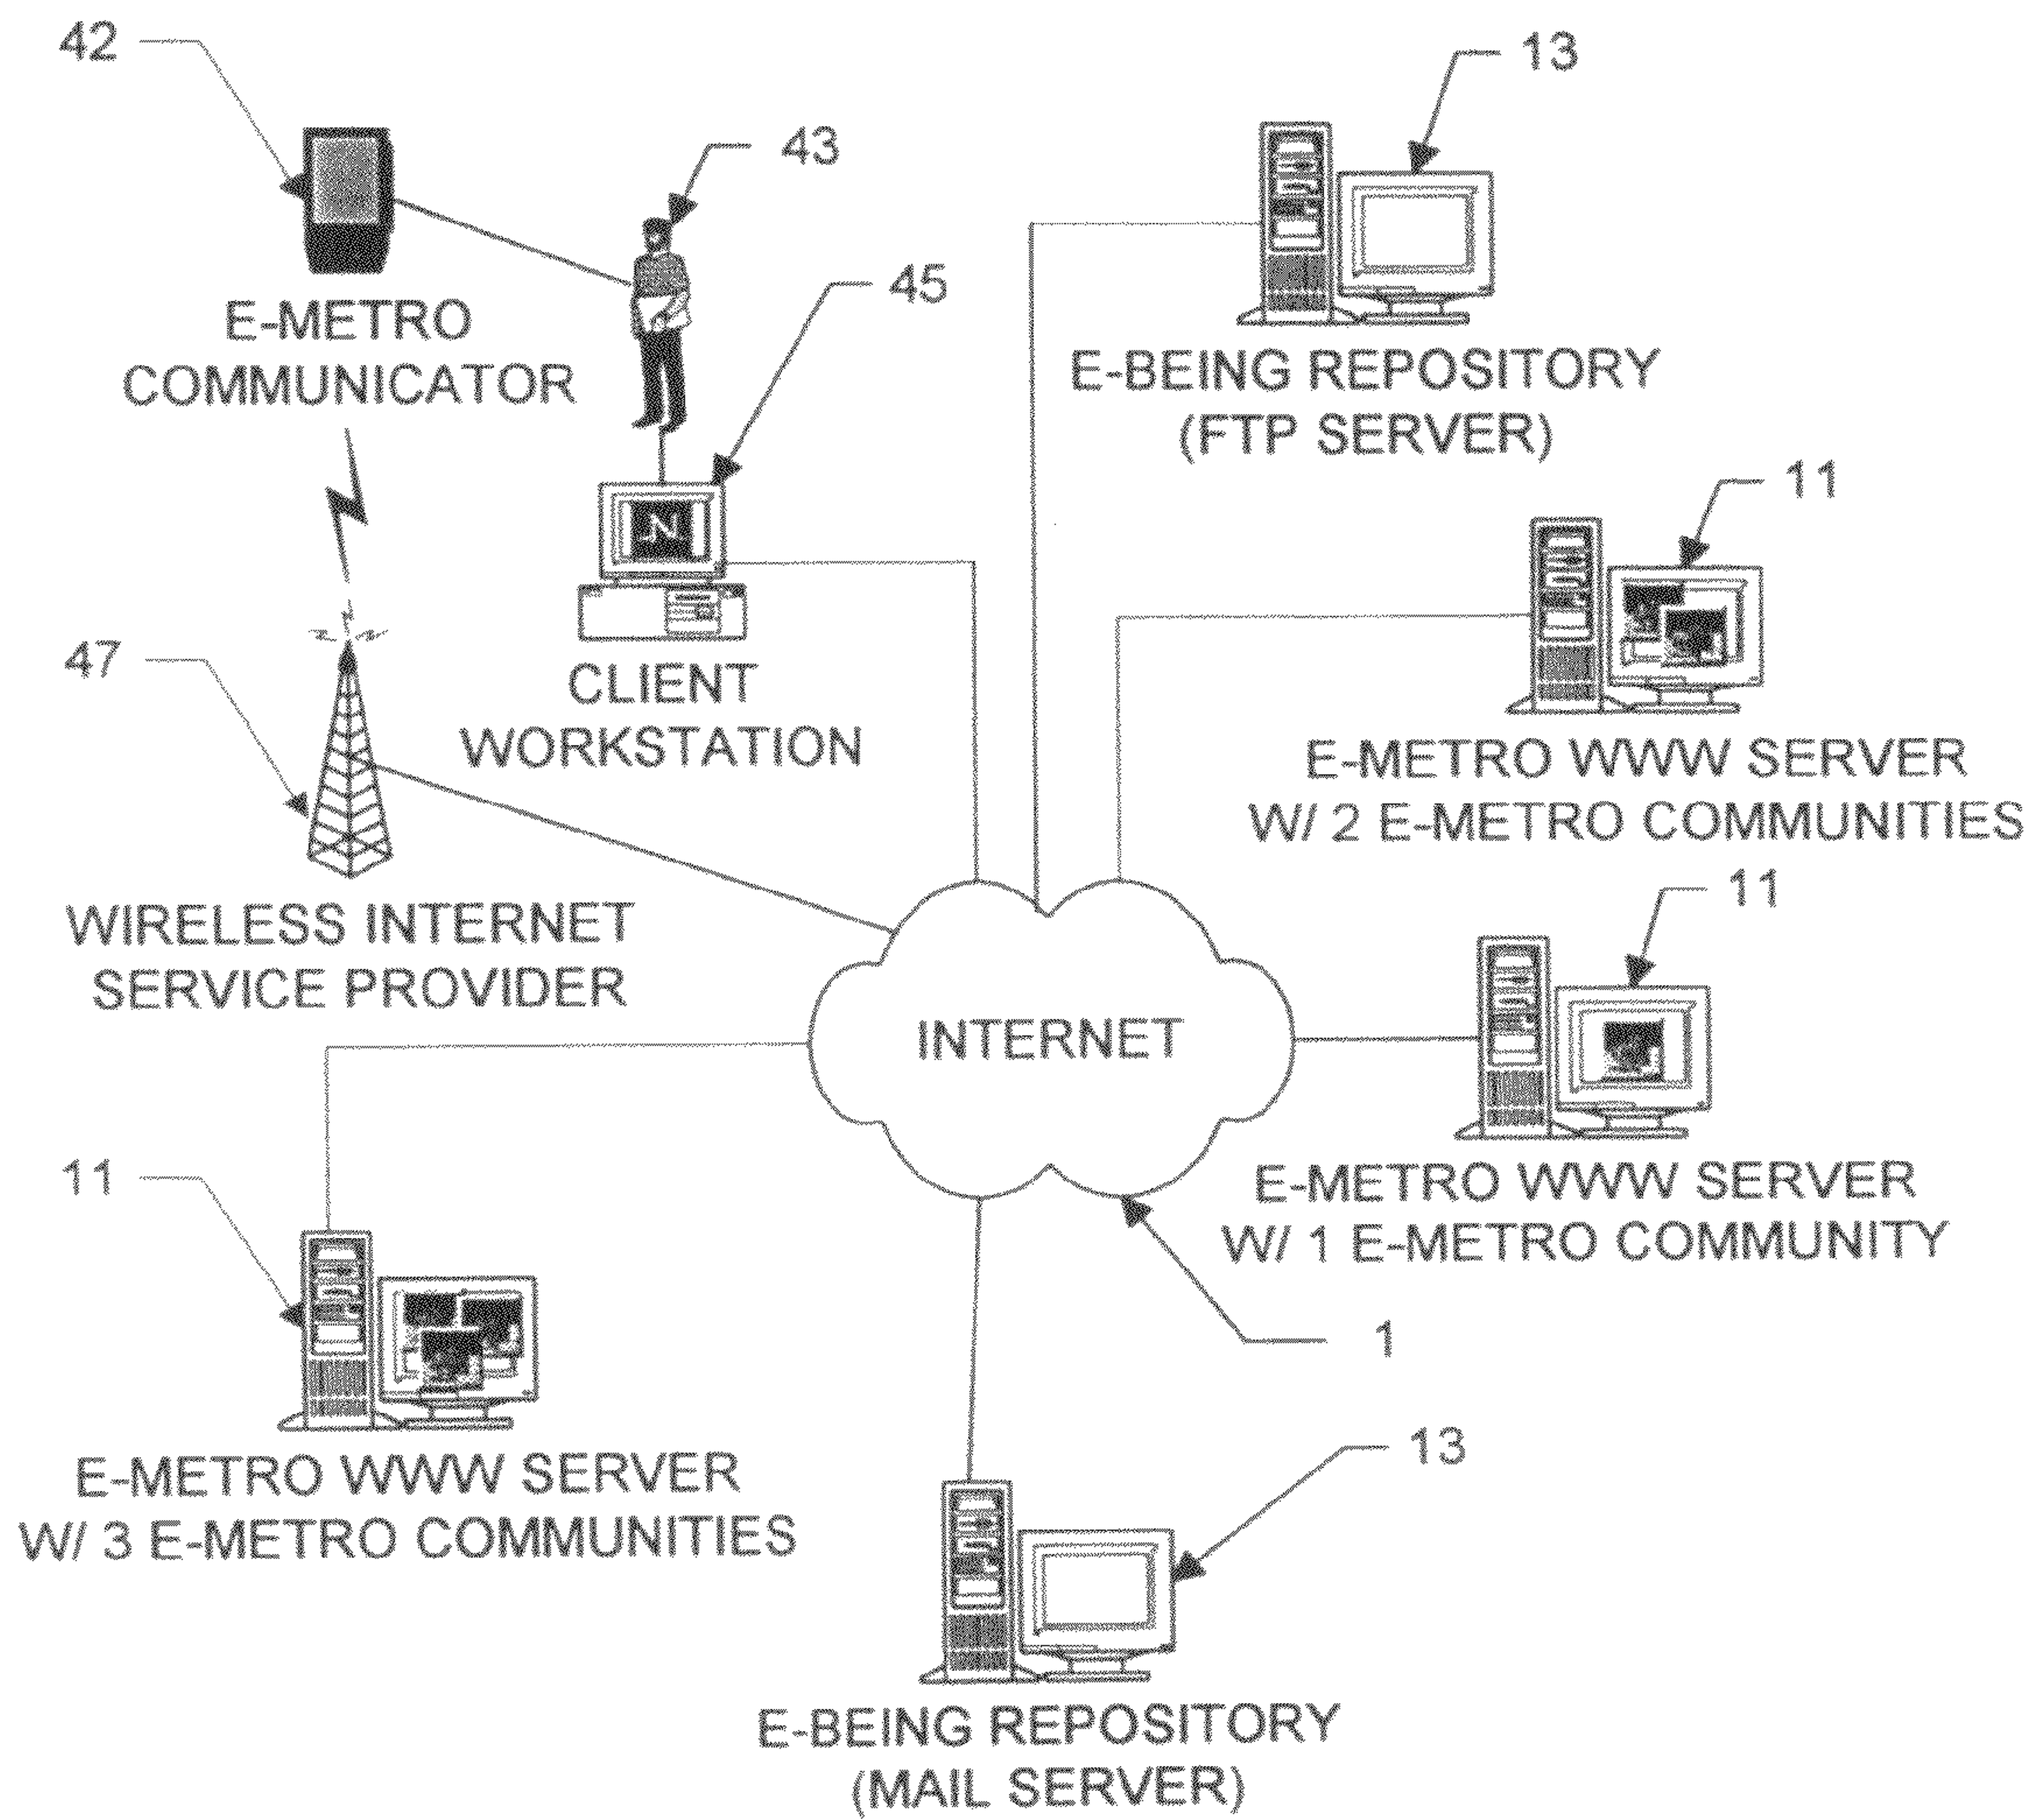 42
13
43
E-METRO
COMMUNICATOR
45
E-BEING REPOSITORY
(FTP SERVER)
11
N
47
CLIENT
WORKSTATION
E-METRO WWW SERVER
W/ 2 E-METRO COMMUNITIES
11
WIRELESS INTERNET
SERVICE PROVIDER
INTERNET
11
E-METRO WWW SERVER
W/ 1 E-METRO COMMUNITY
1
E-METRO WWW SERVER
W/ 3 E-METRO COMMUNITIES
13
E-BEING REPOSITORY
(MAIL SERVER)